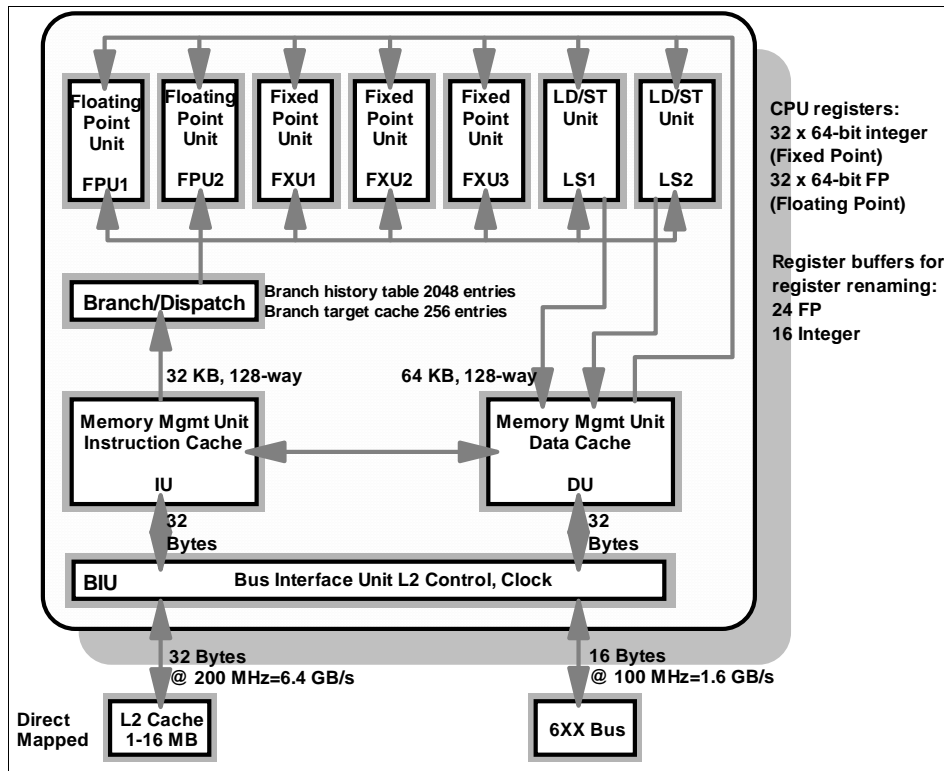 Floating
Point
Unit
FPU1
Floating
Point
Unit
FPU2
Fixed
Point
Unit
FXU1
Fixed
Point
Unit
FXU2
Fixed
Point
Unit
FXU3
LD/ST
Unit
LS1
LD/ST
Unit
LS2
CPU registers:
32 x 64-bit integer
(Fixed Point)
32 x 64-bit FP
(Floating Point)
Register buffers for
register renaming:
24 FP
16 Integer
Branch/Dispatch
Branch history table 2048 entries
Branch target cache 256 entries
32 KB, 128-way
64 KB, 128-way
Memory Mgmt Unit
Instruction Cache
IU
Memory Mgmt Unit
Data Cache
DU
32
Bytes
32
Bytes
BIU
Bus Interface Unit L2 Control, Clock
32 Bytes
@ 200 MHz=6.4 GB/s
16 Bytes
@ 100 MHz=1.6 GB/s
Direct
Mapped
L2 Cache
1-16 MB
6XX Bus